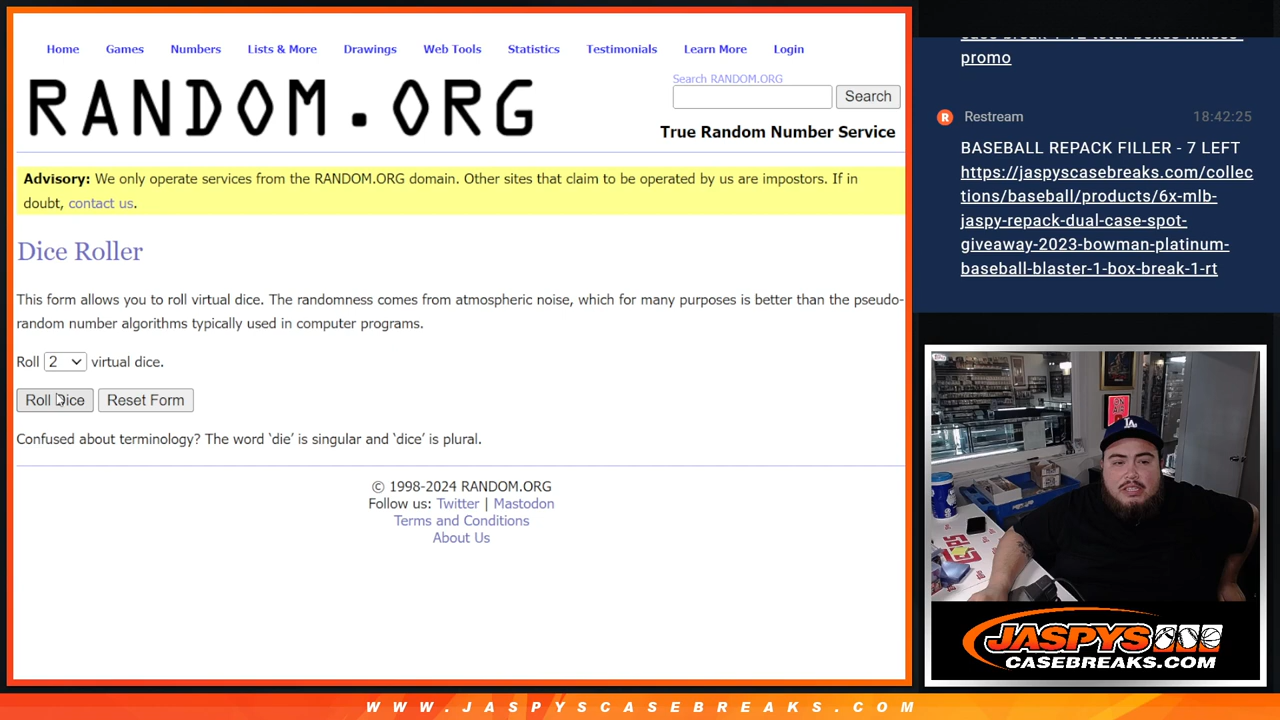 Home Games Numbers Lists & More Drawings Web Tools Statistics Testimonials Learn More Login
RANDOM.ORG
Search RANDOM.ORG
Search
True Random Number Service
Advisory: We only operate services from the RANDOM.ORG domain. Other sites that claim to be operated by us are impostors. If in
doubt, contact us.
Dice Roller
This form allows you to roll virtual dice. The randomness comes from atmospheric noise, which for many purposes is better than the pseudo-
random number algorithms typically used in computer programs.
Roll 2 virtual dice.
Roll Dice Reset Form
Confused about terminology? The word ‘die’ is singular and ‘dice’ is plural.
© 1998-2024 RANDOM.ORG
Follow us: Twitter | Mastodon
Terms and Conditions
About Us
promo
R Restream 18:42:25
BASEBALL REPACK FILLER - 7 LEFT
https://jaspyscasebreaks.com/collec
tions/baseball/products/6x-mlb-
jaspy-repack-dual-case-spot-
giveaway-2023-bowman-platinum-
baseball-blaster-1-box-break-1-rt
LA
JASPYS
CASEBREAKS.COM
WWW.JASPYSCASEBREAKS.COM